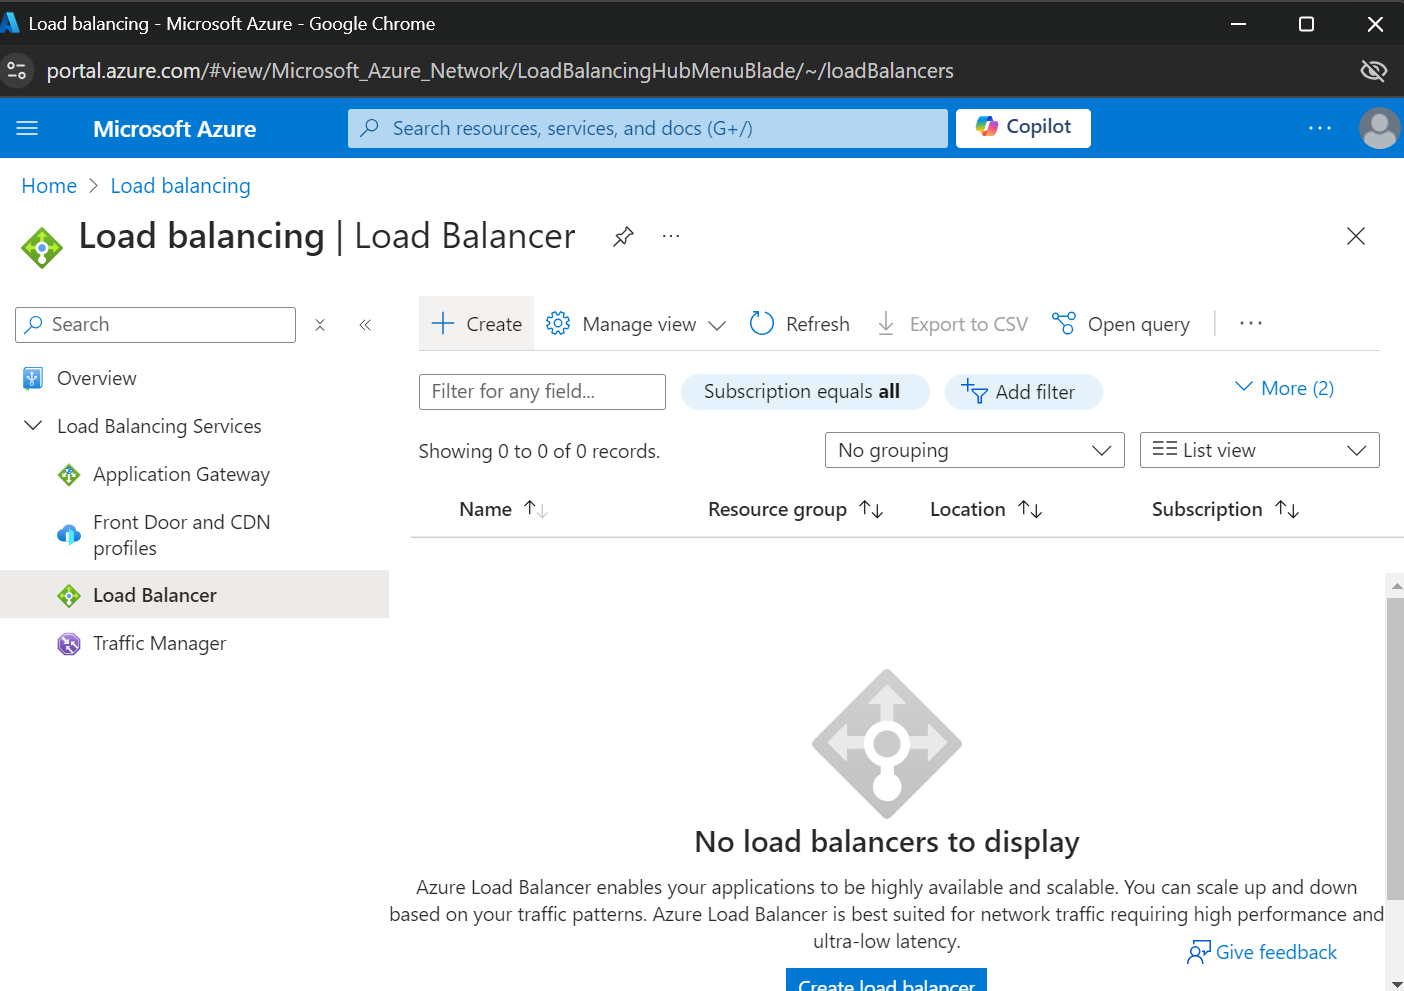 Load balancing - Microsoft Azure - Google Chrome
portal.azure.com/#view/Microsoft_Azure_Network/LoadBalancingHubMenuBlade/~/loadBalancers
Microsoft Azure
Search resources, services, and docs (G+/)
Copilot
Home > Load balancing
Load balancing | Load Balancer
Search
Overview
Load Balancing Services
Application Gateway
Front Door and CDN
profiles
Load Balancer
Traffic Manager
Create
Manage view
Refresh
Export to CSV
Open query
Filter for any field...
Subscription equals all
Add filter
More (2)
Showing 0 to 0 of 0 records.
No grouping
List view
Name
Resource group
Location
Subscription
No load balancers to display
Azure Load Balancer enables your applications to be highly available and scalable. You can scale up and down
based on your traffic patterns. Azure Load Balancer is best suited for network traffic requiring high performance and
ultra-low latency.
Give feedback
Create load balancer